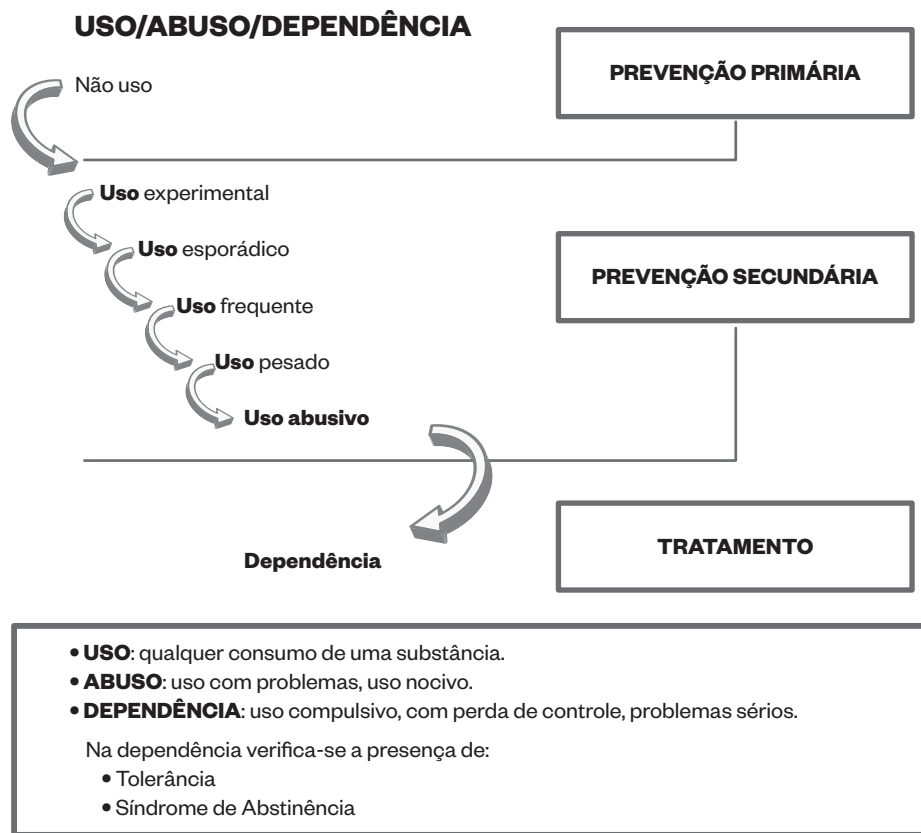 USO/ABUSO/DEPENDÊNCIA
PREVENÇÃO PRIMÁRIA
Não uso
Uso experimental
Uso esporádico
PREVENÇÃO SECUNDÁRIA
Uso frequente
Uso pesado
Uso abusivo
TRATAMENTO
Dependência
• USO: qualquer consumo de uma substância.
• ABUSO: uso com problemas, uso nocivo.
• DEPENDÊNCIA: uso compulsivo, com perda de controle, problemas sérios.
Na dependência verifica-se a presença de:
• Tolerância
• Síndrome de Abstinência